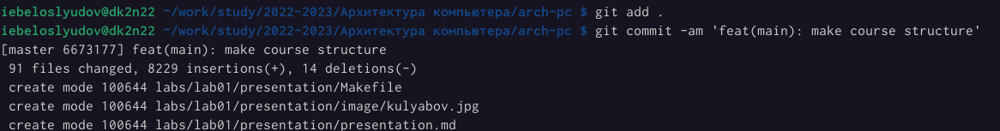 iebeloslyudov@dk2n22 ~/work/study/2022-2023/Архитектура компьютера/arch-pc $ git add .
iebeloslyudov@dk2n22 ~/work/study/2022-2023/Архитектура компьютера/arch-pc $ git commit -am 'feat(main): make course structure'
[master 6673177] feat(main): make course structure
 91 files changed, 8229 insertions(+), 14 deletions(-)
 create mode 100644 labs/lab01/presentation/Makefile
 create mode 100644 labs/lab01/presentation/image/kulyabov.jpg
 create mode 100644 labs/lab01/presentation/presentation.md